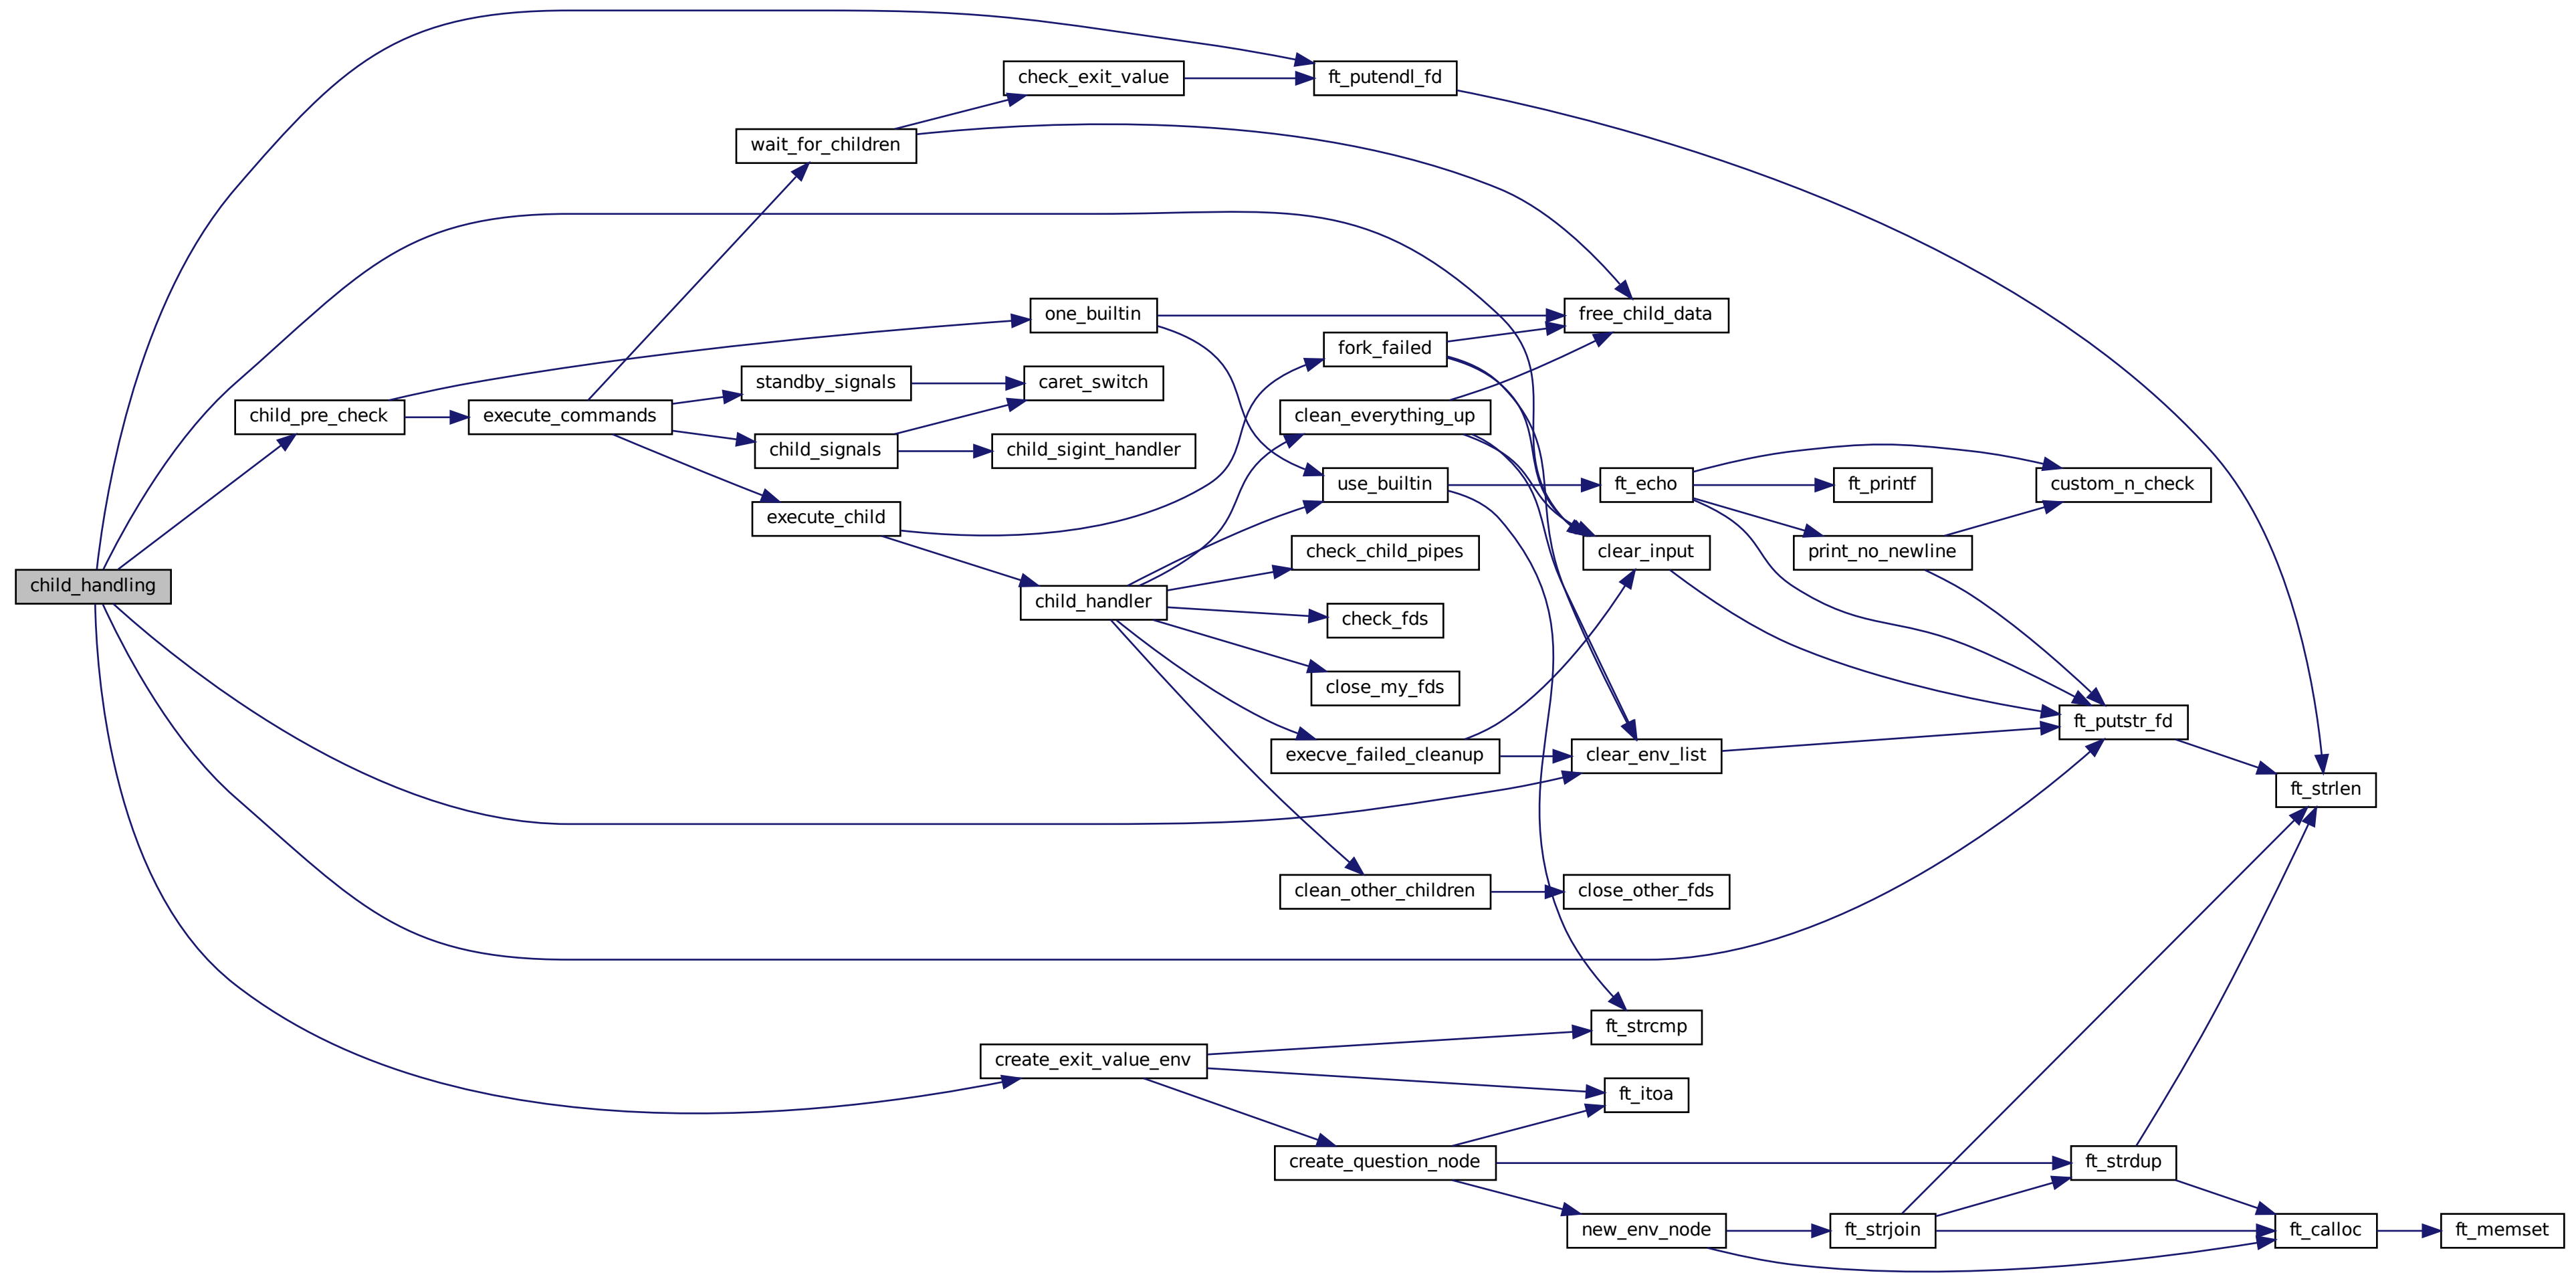 child_handling
child_pre_check
execute_commands
wait_for_children
standby_signals
child_signals
execute_child
check_exit_value
one_builtin
caret_switch
child_sigint_handler
child_handler
create_exit_value_env
ft_putendl_fd
fork_failed
clean_everything_up
use_builtin
check_child_pipes
check_fds
close_my_fds
execve_failed_cleanup
clean_other_children
create_question_node
free_child_data
ft_echo
clear_input
clear_env_list
close_other_fds
ft_strcmp
ft_itoa
new_env_node
ft_printf
print_no_newline
ft_strjoin
custom_n_check
ft_putstr_fd
ft_strdup
ft_strlen
ft_calloc
ft_memset